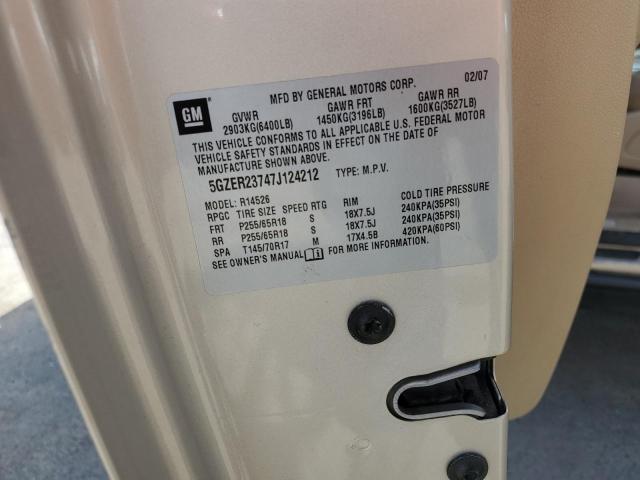 GM
MFD BY GENERAL MOTORS CORP. 02/07
GVWR GAWR FRT GAWR RR
2903KG(6400LB) 1450KG(3196LB) 1600KG(3527LB)
THIS VEHICLE CONFORMS TO ALL APPLICABLE U.S. FEDERAL MOTOR
VEHICLE SAFETY STANDARDS IN EFFECT ON THE DATE OF
MANUFACTURE SHOWN ABOVE.
5GZER23747J124212 TYPE: M.P.V.
MODEL: R14526
RPGC TIRE SIZE SPEED RTG RIM COLD TIRE PRESSURE
FRT P255/65R18 S 18X7.5J 240KPA(35PSI)
RR P255/65R18 S 18X7.5J 240KPA(35PSI)
SPA T145/70R17 M 17X4.5B 420KPA(60PSI)
SEE OWNER'S MANUAL FOR MORE INFORMATION.